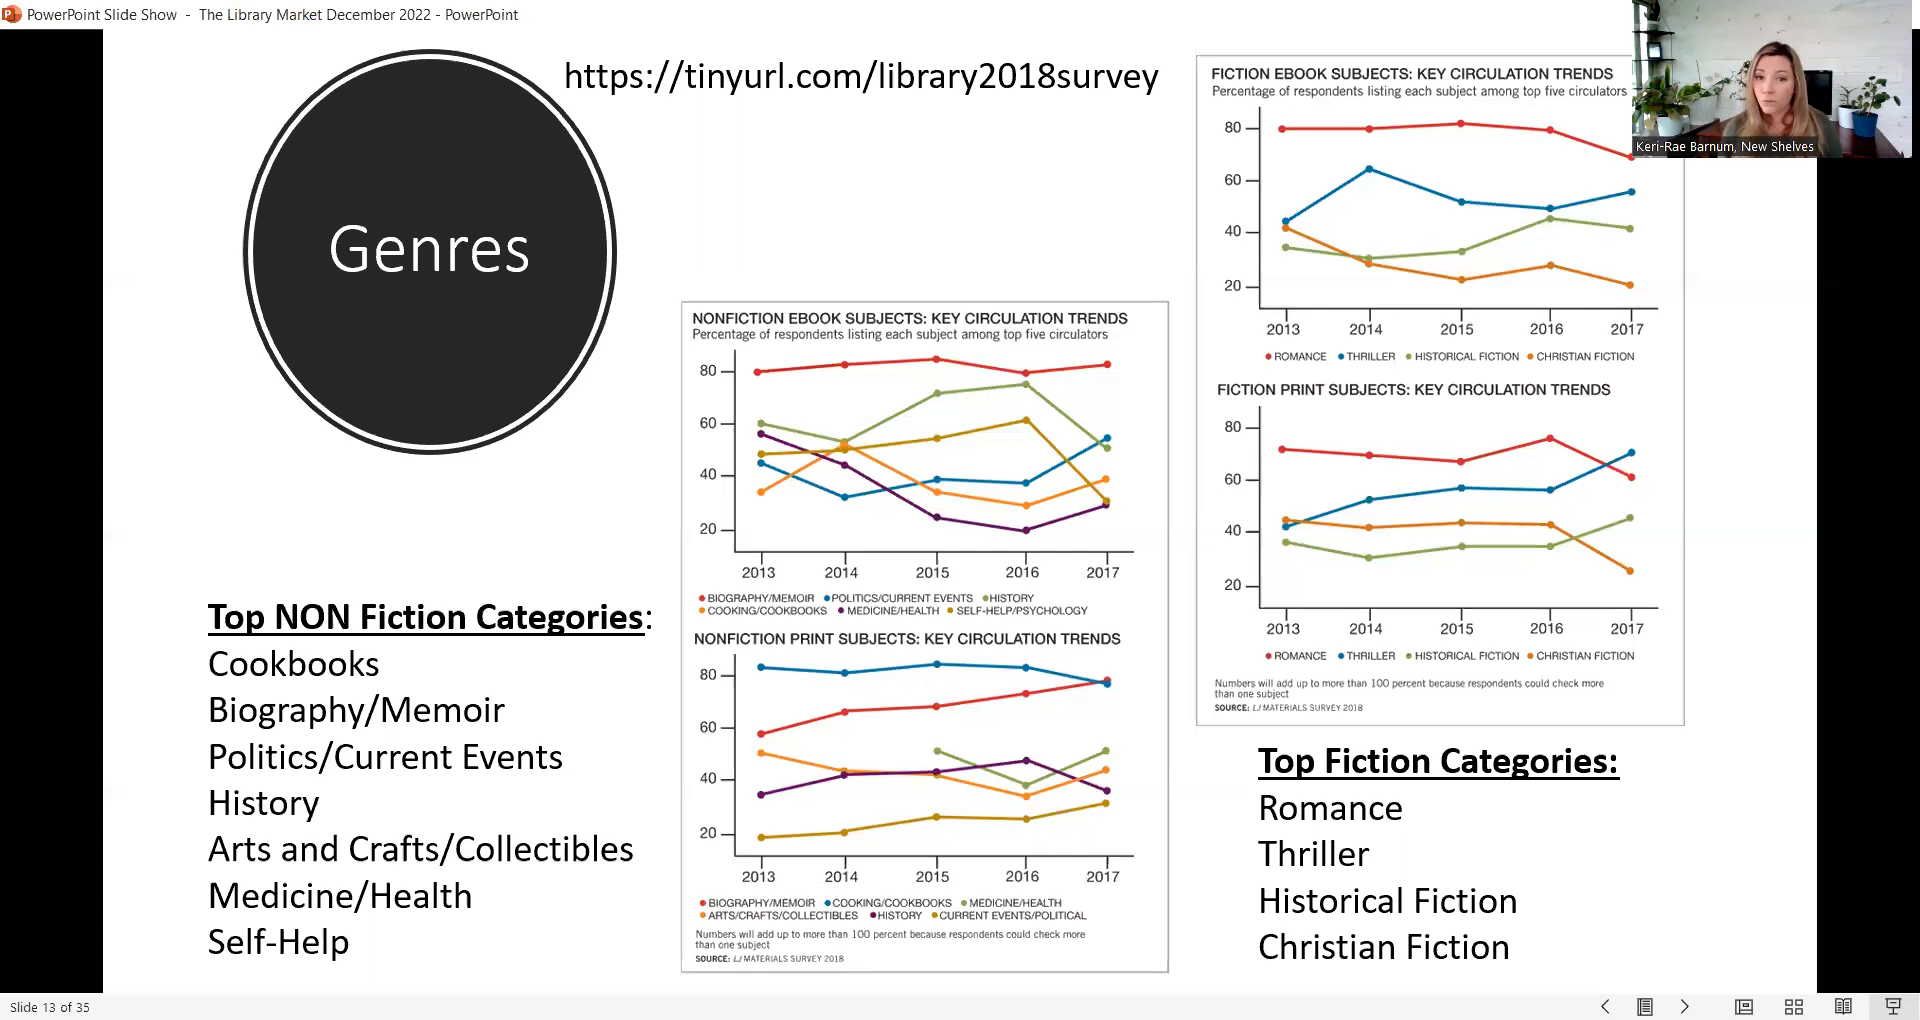 PowerPoint Slide Show - The Library Market December 2022 - PowerPoint
https://tinyurl.com/library2018survey
Genres
Keri-Rae Barnum, New Shelves
FICTION EBOOK SUBJECTS: KEY CIRCULATION TRENDS
Percentage of respondents listing each subject among top five circulators
80
60
40
20
2013 2014 2015 2016 2017
ROMANCE THRILLER HISTORICAL FICTION CHRISTIAN FICTION
FICTION PRINT SUBJECTS: KEY CIRCULATION TRENDS
80
60
40
20
2013 2014 2015 2016 2017
ROMANCE THRILLER HISTORICAL FICTION CHRISTIAN FICTION
Numbers will add up to more than 100 percent because respondents could check more
than one subject
SOURCE: LJ MATERIALS SURVEY 2018
NONFICTION EBOOK SUBJECTS: KEY CIRCULATION TRENDS
Percentage of respondents listing each subject among top five circulators
80
60
40
20
2013 2014 2015 2016 2017
BIOGRAPHY/MEMOIR POLITICS/CURRENT EVENTS HISTORY
COOKING/COOKBOOKS MEDICINE/HEALTH SELF-HELP/PSYCHOLOGY
NONFICTION PRINT SUBJECTS: KEY CIRCULATION TRENDS
80
60
40
20
2013 2014 2015 2016 2017
BIOGRAPHY/MEMOIR COOKING/COOKBOOKS MEDICINE/HEALTH
ARTS/CRAFTS/COLLECTIBLES HISTORY CURRENT EVENTS/POLITICAL
Numbers will add up to more than 100 percent because respondents could check more
than one subject
SOURCE: LJ MATERIALS SURVEY 2018
Top NON Fiction Categories:
Cookbooks
Biography/Memoir
Politics/Current Events
History
Arts and Crafts/Collectibles
Medicine/Health
Self-Help
Top Fiction Categories:
Romance
Thriller
Historical Fiction
Christian Fiction
Slide 13 of 35